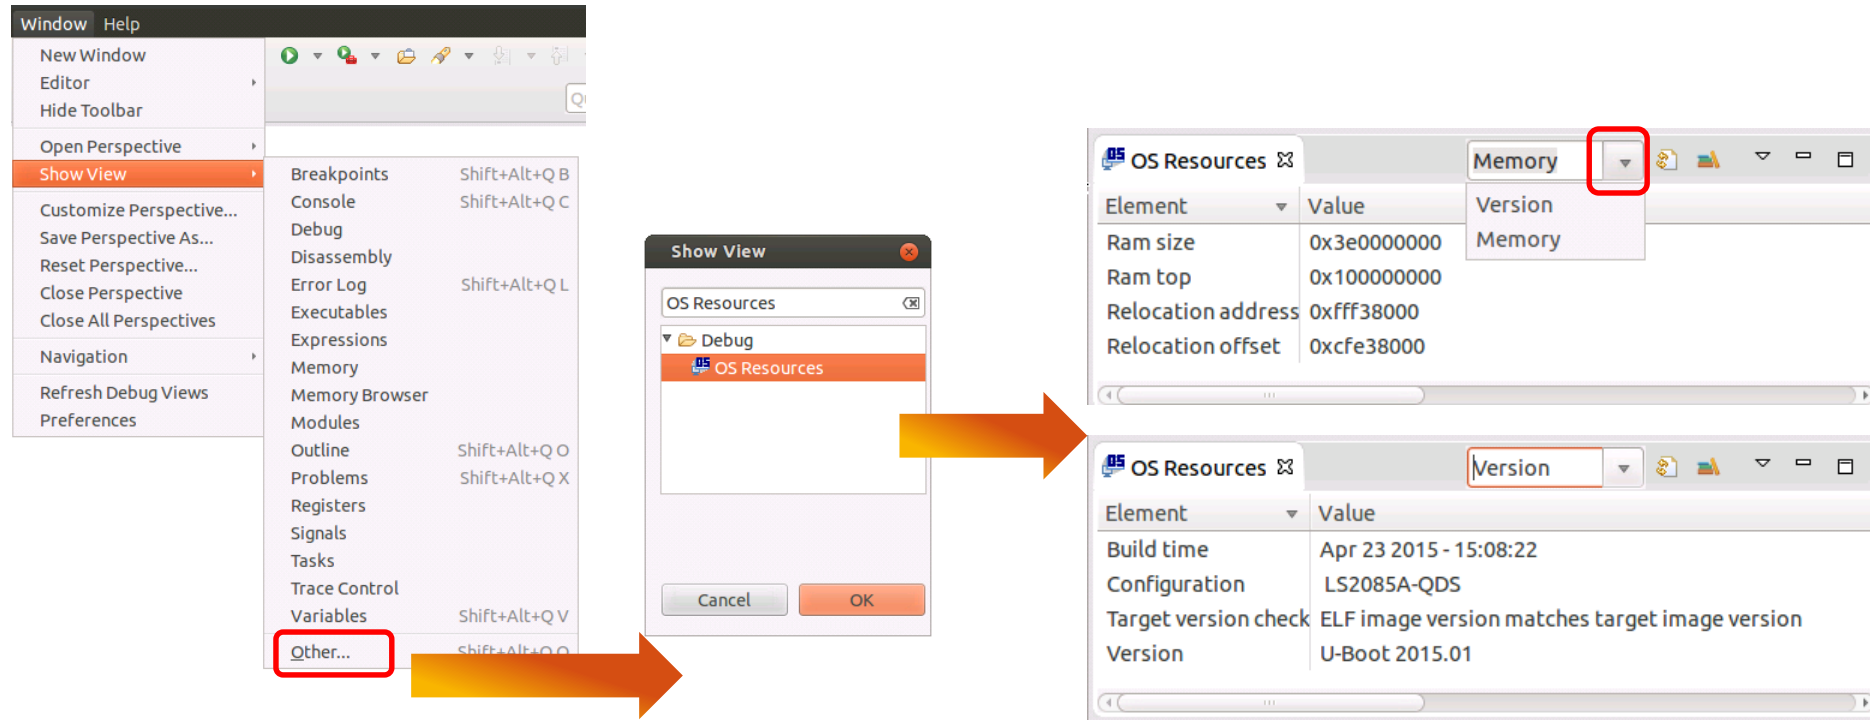 Window Help
New Window
Editor
Hide Toolbar
Open Perspective
Show View
Customize Perspective...
Save Perspective As...
Reset Perspective...
Close Perspective
Close All Perspectives
Navigation
Refresh Debug Views
Preferences
Breakpoints Shift+Alt+Q B
Console Shift+Alt+Q C
Debug
Disassembly
Error Log Shift+Alt+Q L
Executables
Expressions
Memory
Memory Browser
Modules
Outline Shift+Alt+Q O
Problems Shift+Alt+Q X
Registers
Signals
Tasks
Trace Control
Variables Shift+Alt+Q V
Other... Shift+Alt+Q Q
Show View
OS Resources
Debug
OS Resources
Cancel OK
OS Resources Memory
Version
Memory
Element Value
Ram size 0x3e0000000
Ram top 0x100000000
Relocation address 0xfff38000
Relocation offset 0xcfe38000
OS Resources Version
Element Value
Build time Apr 23 2015 - 15:08:22
Configuration LS2085A-QDS
Target version check ELF image version matches target image version
Version U-Boot 2015.01